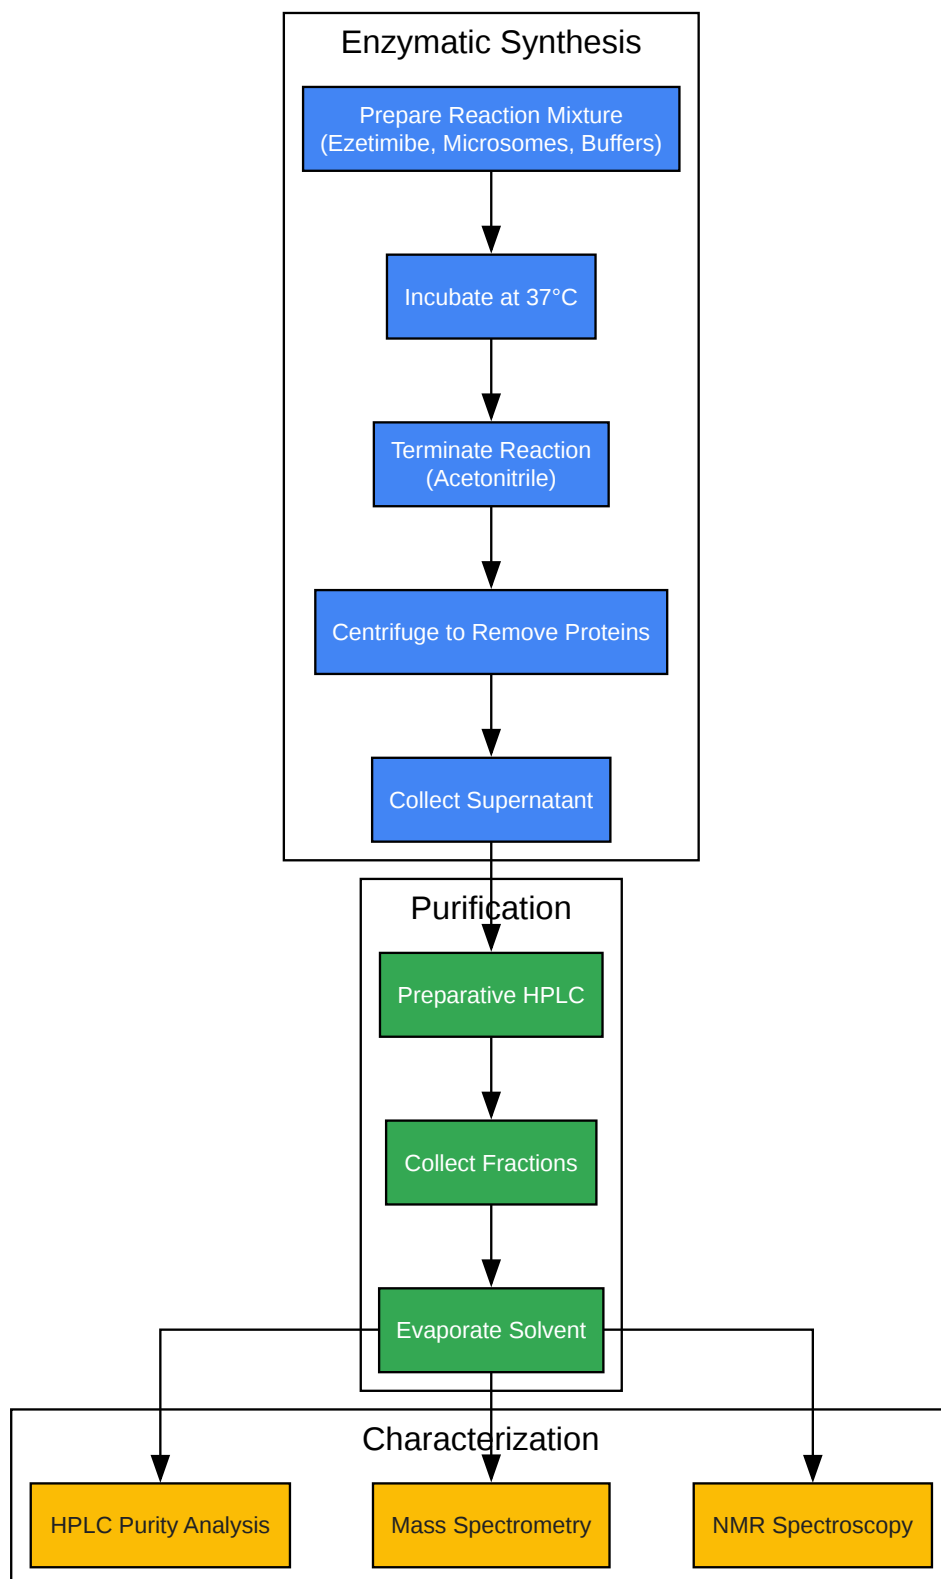 Enzymatic Synthesis
Prepare Reaction Mixture
(Ezetimibe, Microsomes, Buffers)
Incubate at 37°C
Terminate Reaction
(Acetonitrile)
Centrifuge to Remove Proteins
Collect Supernatant
Purification
Preparative HPLC
Collect Fractions
Evaporate Solvent
Characterization
HPLC Purity Analysis
Mass Spectrometry
NMR Spectroscopy